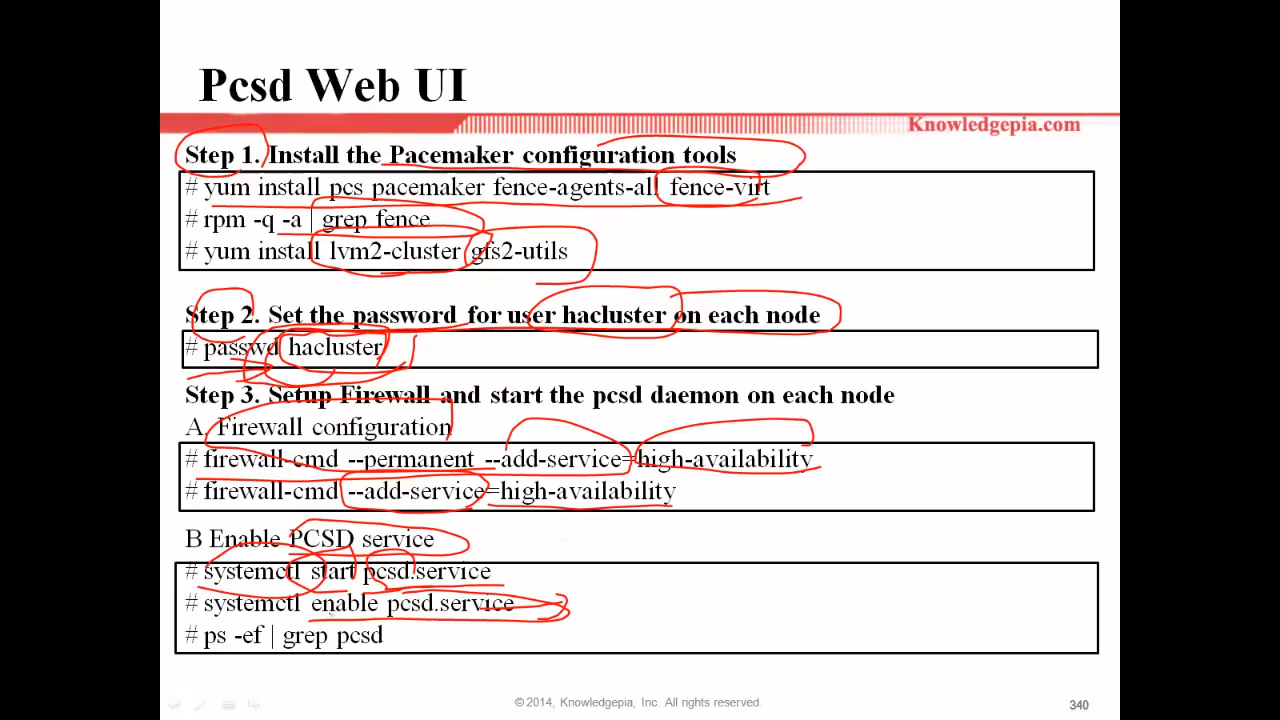 Pcsd Web UI
Knowledgepia.com
Step 1. Install the Pacemaker configuration tools
# yum install pcs pacemaker fence-agents-all fence-virt
# rpm -q -a | grep fence
# yum install lvm2-cluster gfs2-utils
Step 2. Set the password for user hacluster on each node
# passwd hacluster
Step 3. Setup Firewall and start the pcsd daemon on each node
A. Firewall configuration
# firewall-cmd --permanent --add-service=high-availability
# firewall-cmd --add-service=high-availability
B Enable PCSD service
# systemctl start pcsd.service
# systemctl enable pcsd.service
# ps -ef | grep pcsd
© 2014, Knowledgepia, Inc. All rights reserved.
340